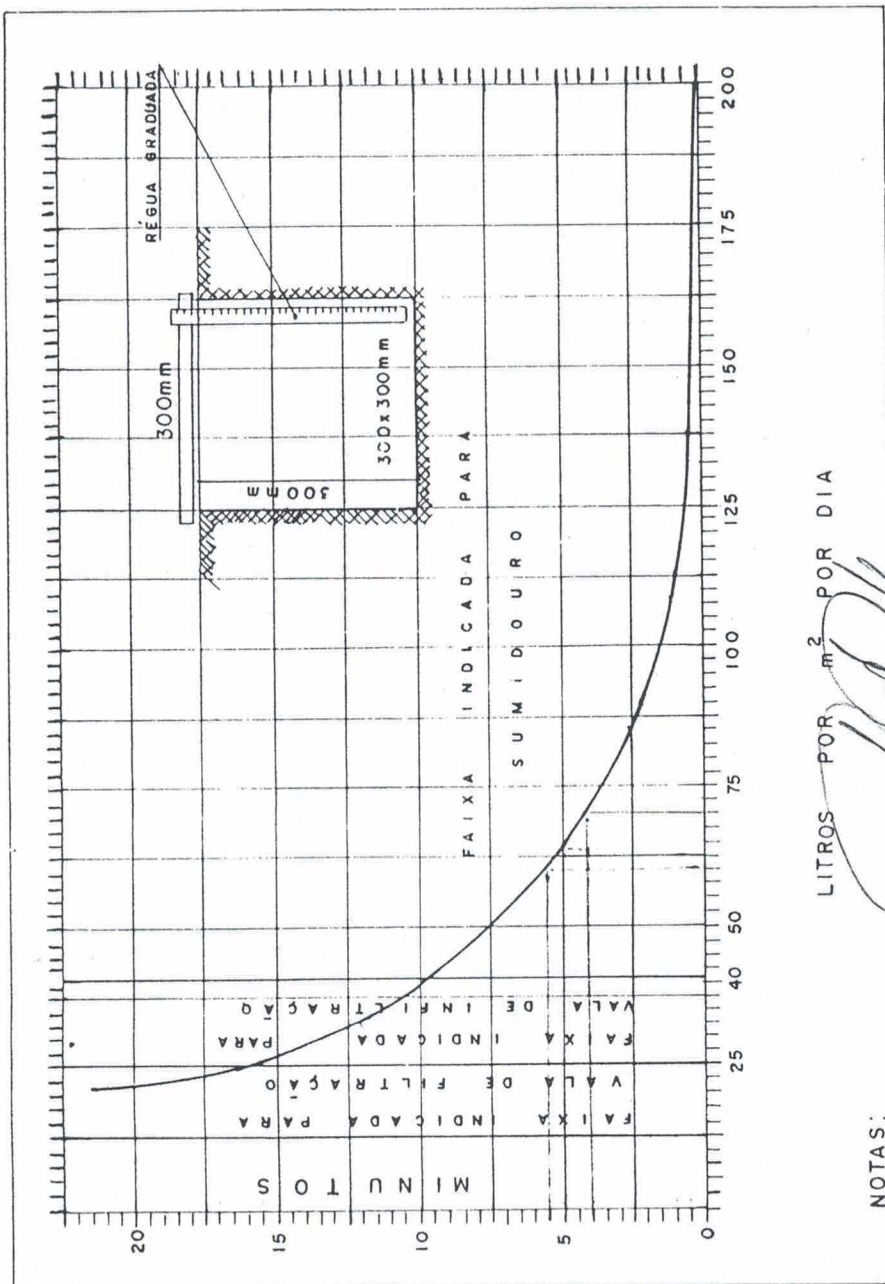 RÉGUA GRADUADA
300mm
300mm
300x300mm
FAIXA INDICADA PARA
SUMIDOURO
VALA DE INFILTRAÇÃO
FAIXA INDICADA PARA
VALA DE FILTRAÇÃO
FAIXA INDICADA PARA
MINUTOS
20
15
10
5
0
25
40
50
75
100
125
150
175
200
LITROS POR m² POR DIA
NOTAS: